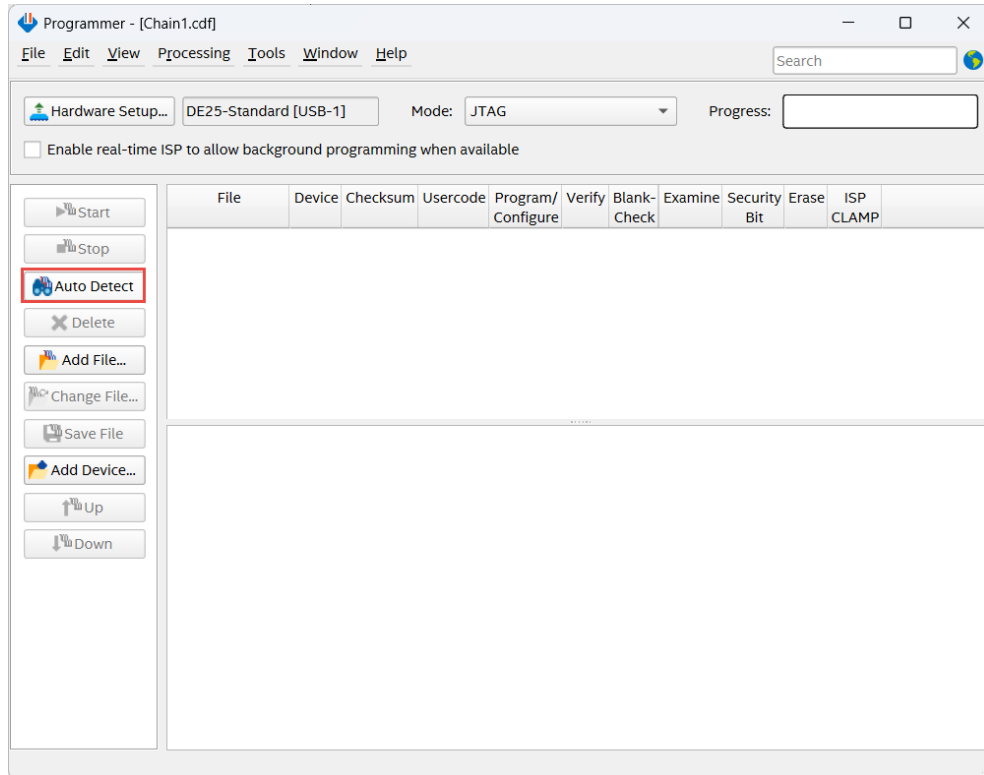 Programmer - [Chain1.cdf]
File Edit View Processing Tools Window Help
Search
Hardware Setup... DE25-Standard [USB-1] Mode: JTAG Progress:
Enable real-time ISP to allow background programming when available
File Device Checksum Usercode Program/ Verify Blank- Examine Security Erase ISP
Configure Check Bit CLAMP
Start
Stop
Auto Detect
Delete
Add File...
Change File...
Save File
Add Device...
Up
Down